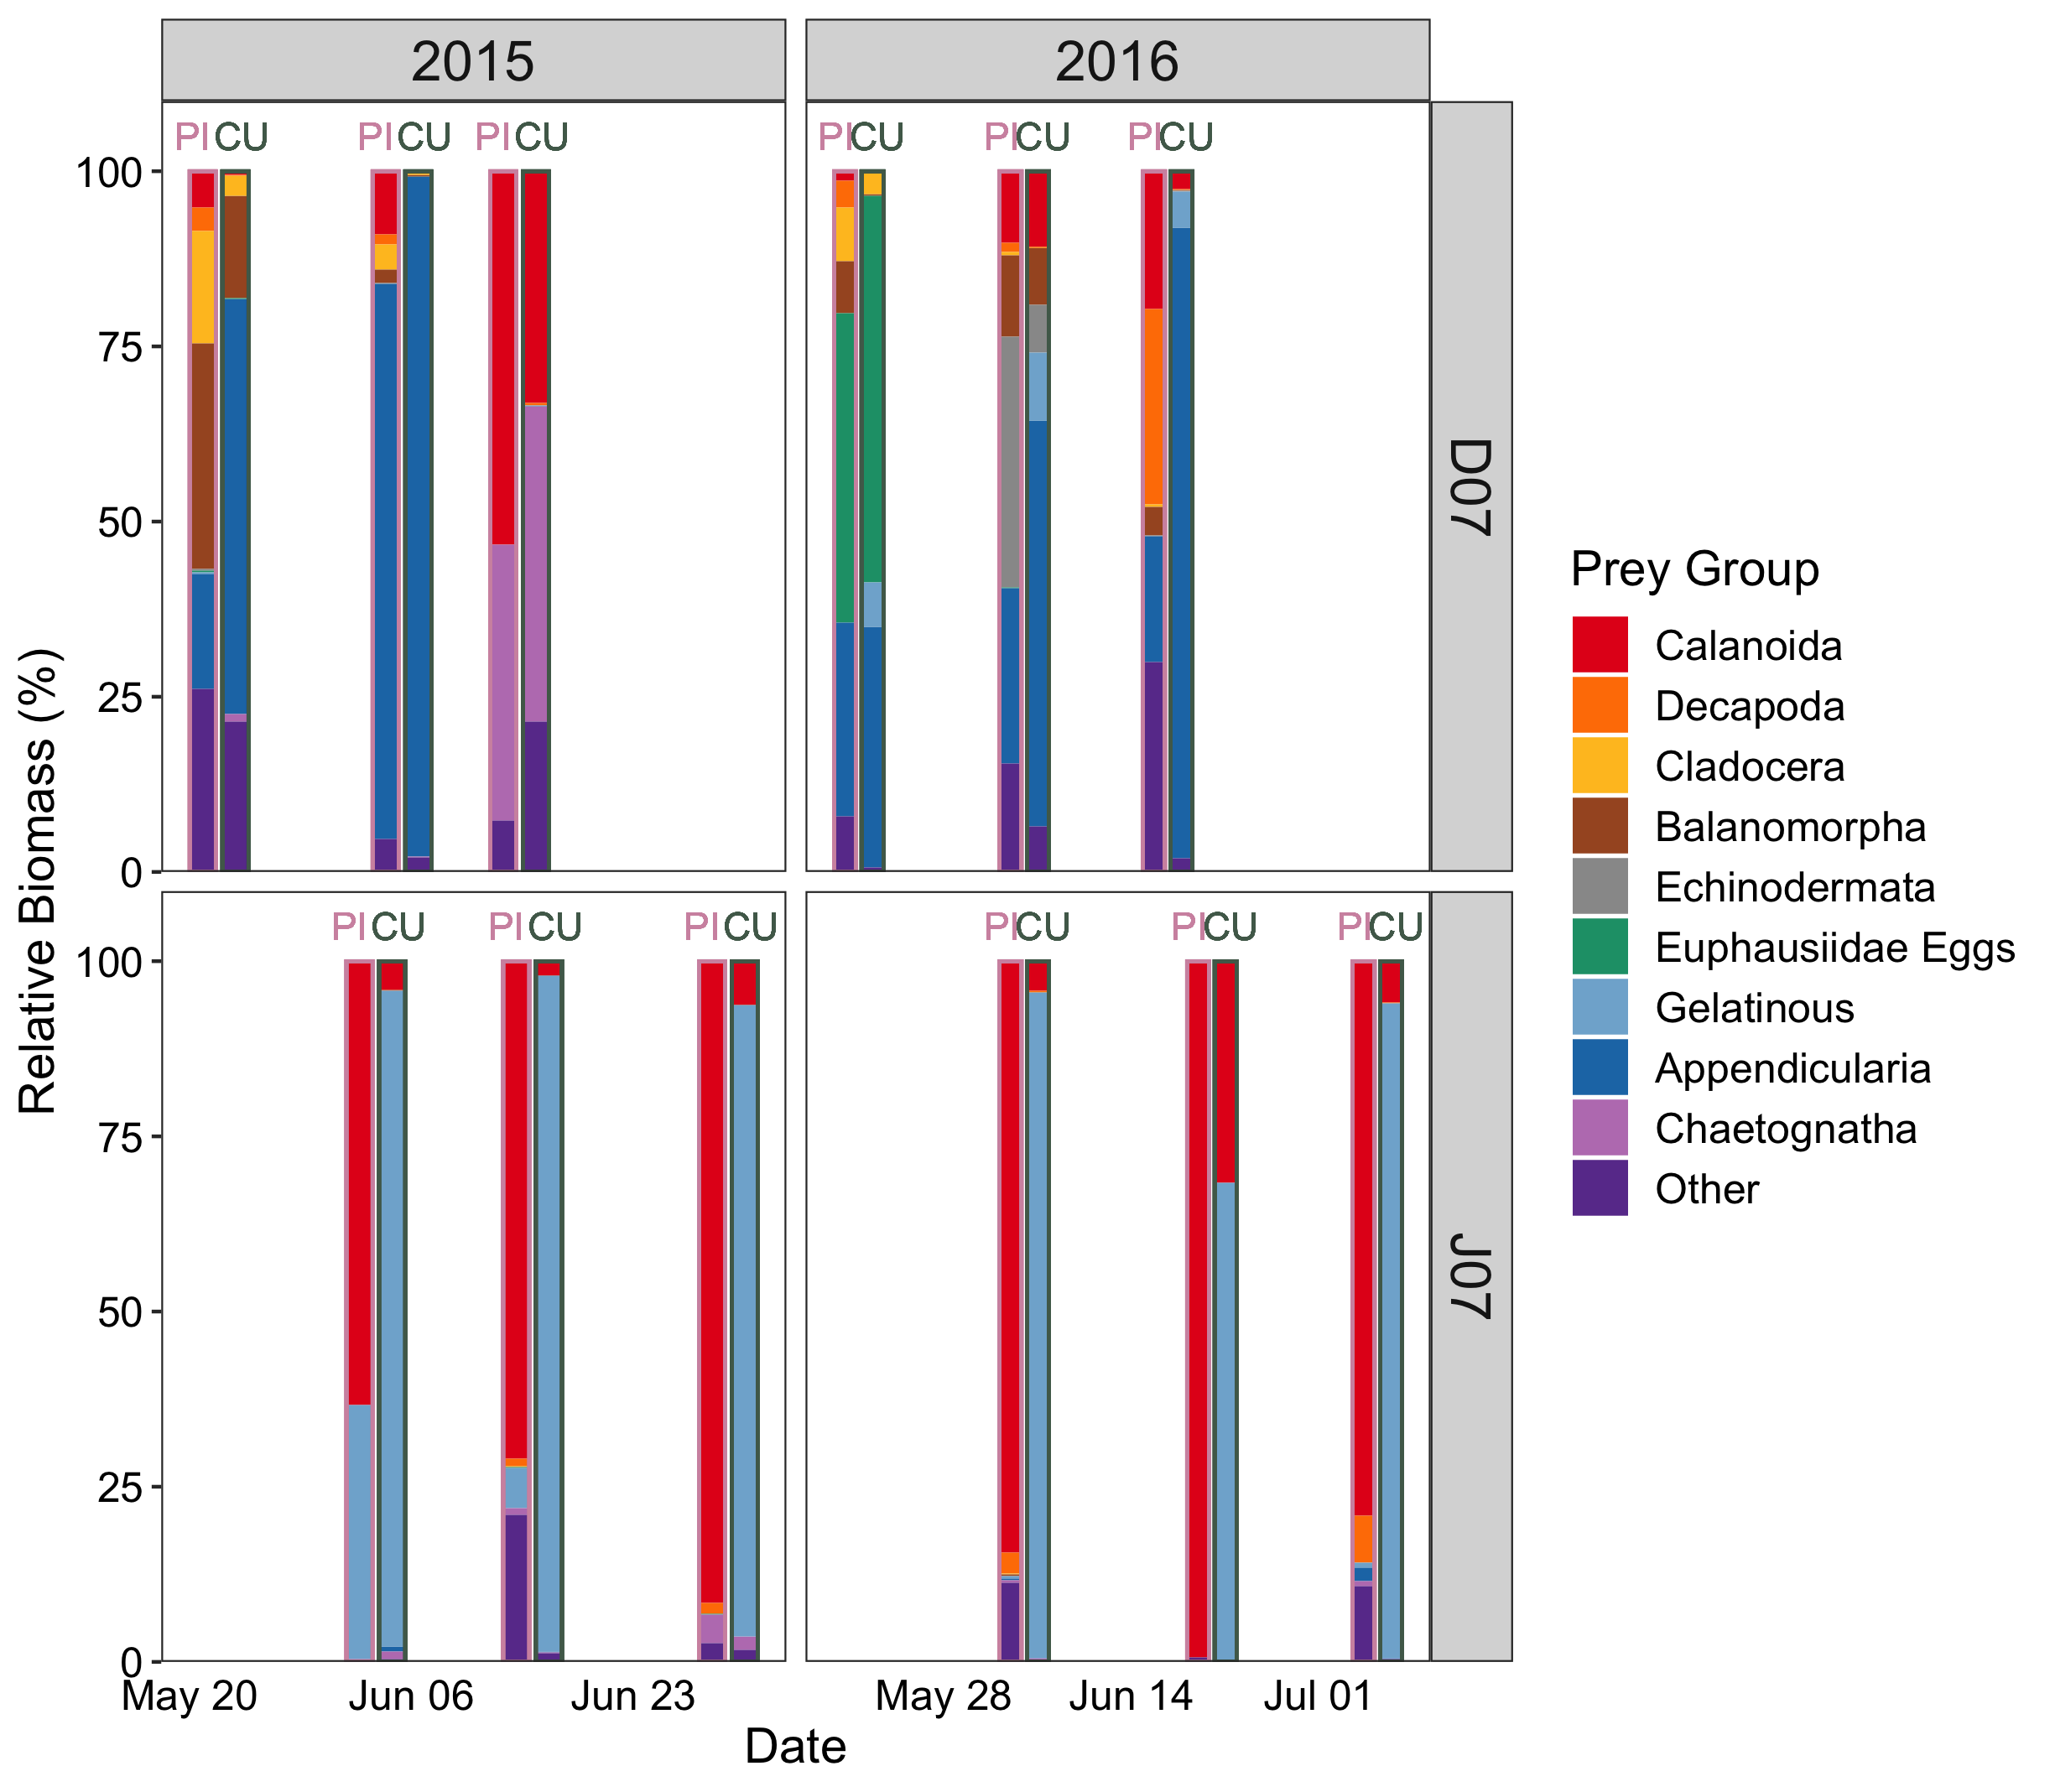 2015
2016
PI CU PI CU PI CU
PI CU PI CU PI CU
100
75
50
25
0
D07
PI CU PI CU PI CU
PI CU PI CU PI CU
100
75
50
25
0
J07
Relative Biomass (%)
May 20 Jun 06 Jun 23
May 28 Jun 14 Jul 01
Date
Prey Group
Calanoida
Decapoda
Cladocera
Balanomorpha
Echinodermata
Euphausiidae Eggs
Gelatinous
Appendicularia
Chaetognatha
Other